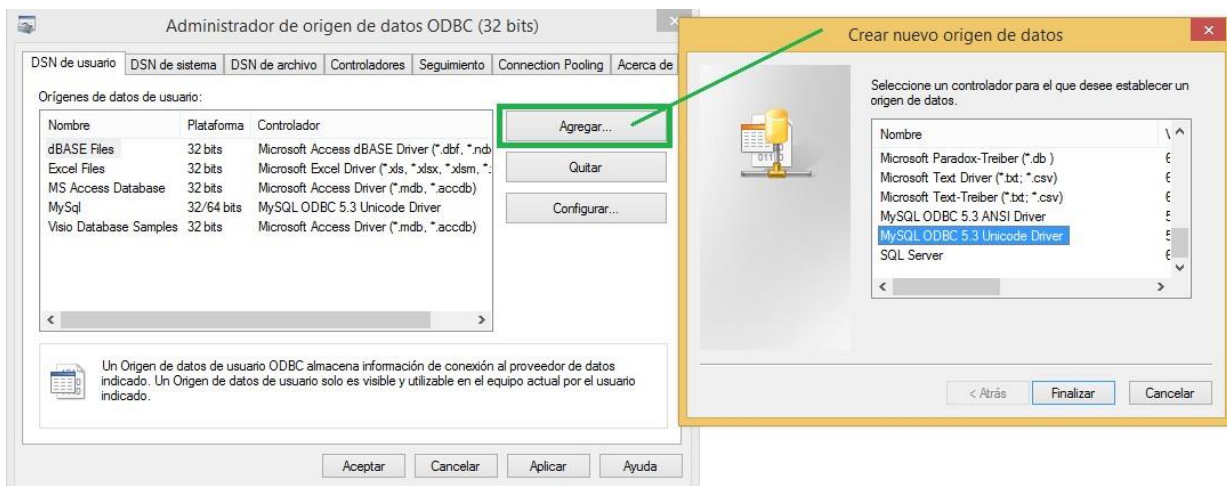 Administrador de origen de datos ODBC (32 bits)
DSN de usuario DSN de sistema DSN de archivo Controladores Seguimiento Connection Pooling Acerca de
Orígenes de datos de usuario:
Nombre Plataforma Controlador
dBASE Files 32 bits Microsoft Access dBASE Driver (*.dbf, *.ndx
Excel Files 32 bits Microsoft Excel Driver (*.xls, *.xlsx, *.xlsm, *.
MS Access Database 32 bits Microsoft Access Driver (*.mdb, *.accdb)
MySql 32/64 bits MySQL ODBC 5.3 Unicode Driver
Visio Database Samples 32 bits Microsoft Access Driver (*.mdb, *.accdb)
Agregar...
Quitar
Configurar...
Un Origen de datos de usuario ODBC almacena información de conexión al proveedor de datos
indicado. Un Origen de datos de usuario solo es visible y utilizable en el equipo actual por el usuario
indicado.
Aceptar Cancelar Aplicar Ayuda
Crear nuevo origen de datos
Seleccione un controlador para el que desee establecer un
origen de datos.
Nombre
Microsoft Paradox-Treiber (*.db ) 6
Microsoft Text Driver (*.txt; *.csv) 6
Microsoft Text-Treiber (*.txt; *.csv) 6
MySQL ODBC 5.3 ANSI Driver 5
MySQL ODBC 5.3 Unicode Driver 5
SQL Server 6
< Atrás Finalizar Cancelar